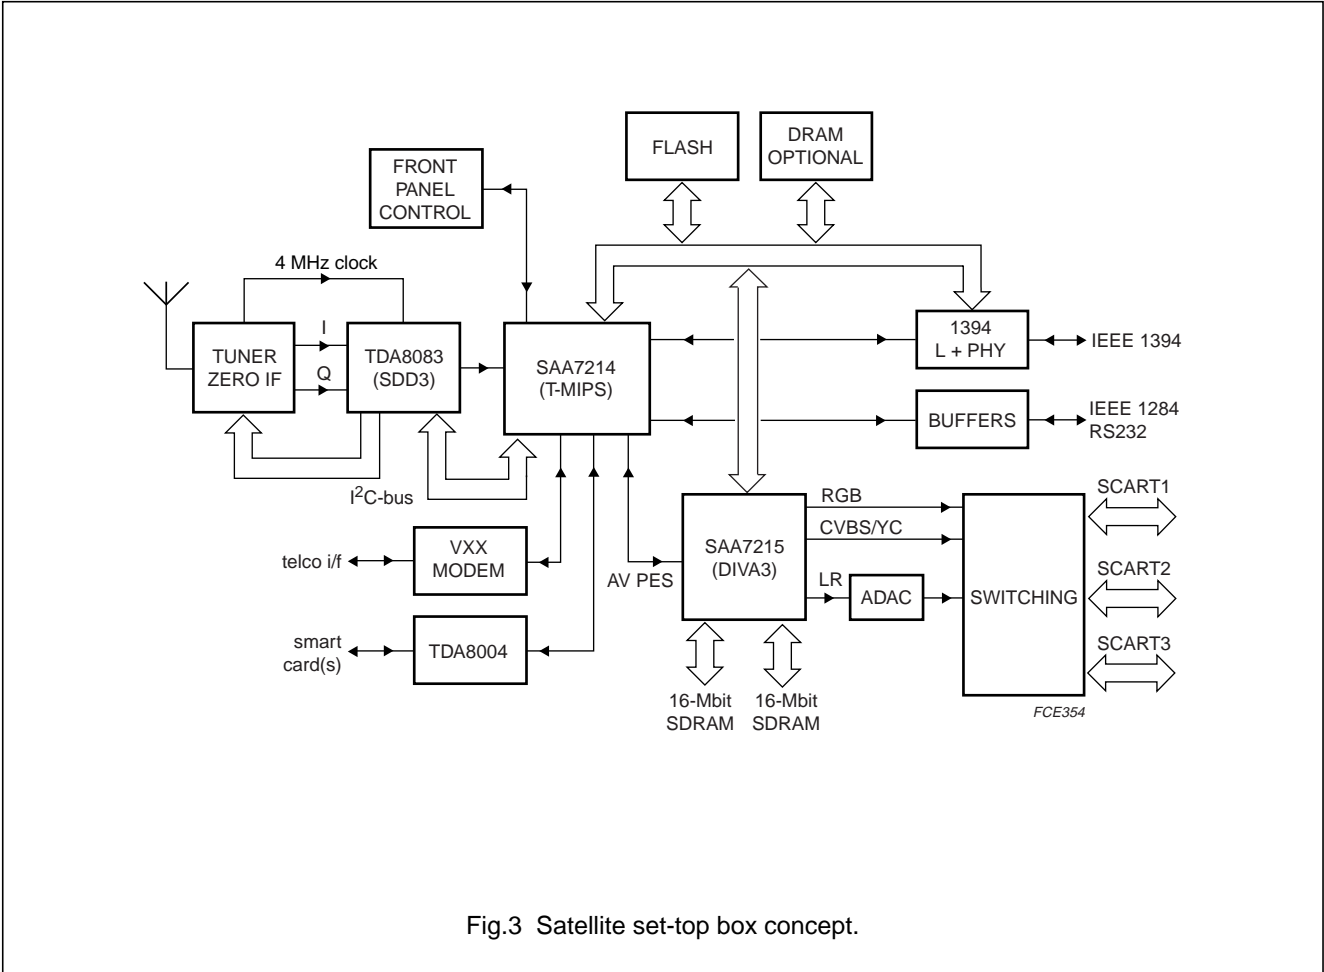 FLASH
DRAM
OPTIONAL
FRONT
PANEL
CONTROL
4 MHz clock
I
Q
TUNER
ZERO IF
TDA8083
(SDD3)
SAA7214
(T-MIPS)
1394
L + PHY
IEEE 1394
BUFFERS
IEEE 1284
RS232
I2C-bus
telco i/f
VXX
MODEM
AV PES
SAA7215
(DIVA3)
RGB
CVBS/YC
LR
ADAC
SWITCHING
SCART1
SCART2
SCART3
smart
card(s)
TDA8004
16-Mbit
SDRAM
16-Mbit
SDRAM
FCE354
Fig.3 Satellite set-top box concept.